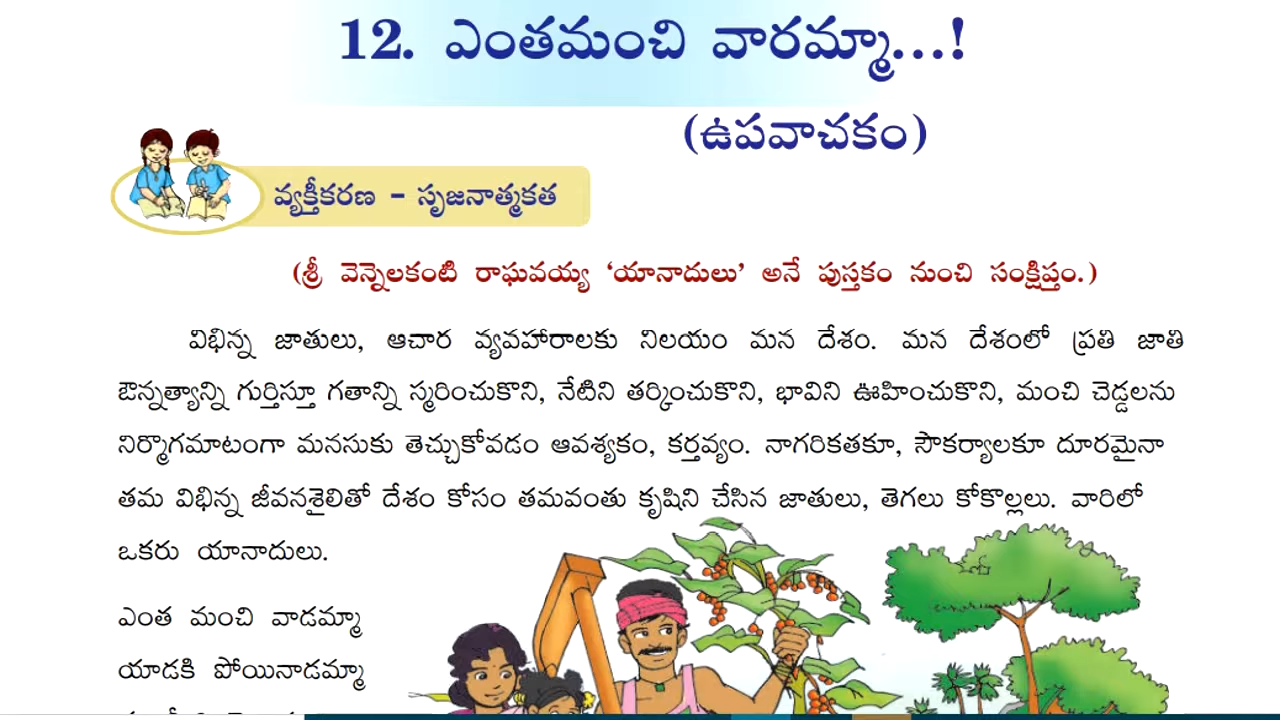 12. ఎంతమంచి వారమ్మా...!
(ఉపవాచకం)
వ్యక్తీకరణ - సృజనాత్మకత
(శ్రీ వెన్నెలకంటి రాఘవయ్య ‘యానాదులు’ అనే పుస్తకం నుంచి సంక్షిప్తం.)
విభిన్న జాతులు, ఆచార వ్యవహారాలకు నిలయం మన దేశం. మన దేశంలో ప్రతి జాతి
ఔన్నత్యాన్ని గుర్తిస్తూ గతాన్ని స్మరించుకొని, నేటిని తర్కించుకొని, భావిని ఊహించుకొని, మంచి చెడ్డలను
నిర్మొగమాటంగా మనసుకు తెచ్చుకోవడం ఆవశ్యకం, కర్తవ్యం. నాగరికతకూ, సౌకర్యాలకూ దూరమైనా
తమ విభిన్న జీవనశైలితో దేశం కోసం తమవంతు కృషిని చేసిన జాతులు, తెగలు కోకొల్లలు. వారిలో
ఒకరు యానాదులు.
ఎంత మంచి వాడమ్మా
యాడకి పోయినాడమ్మా